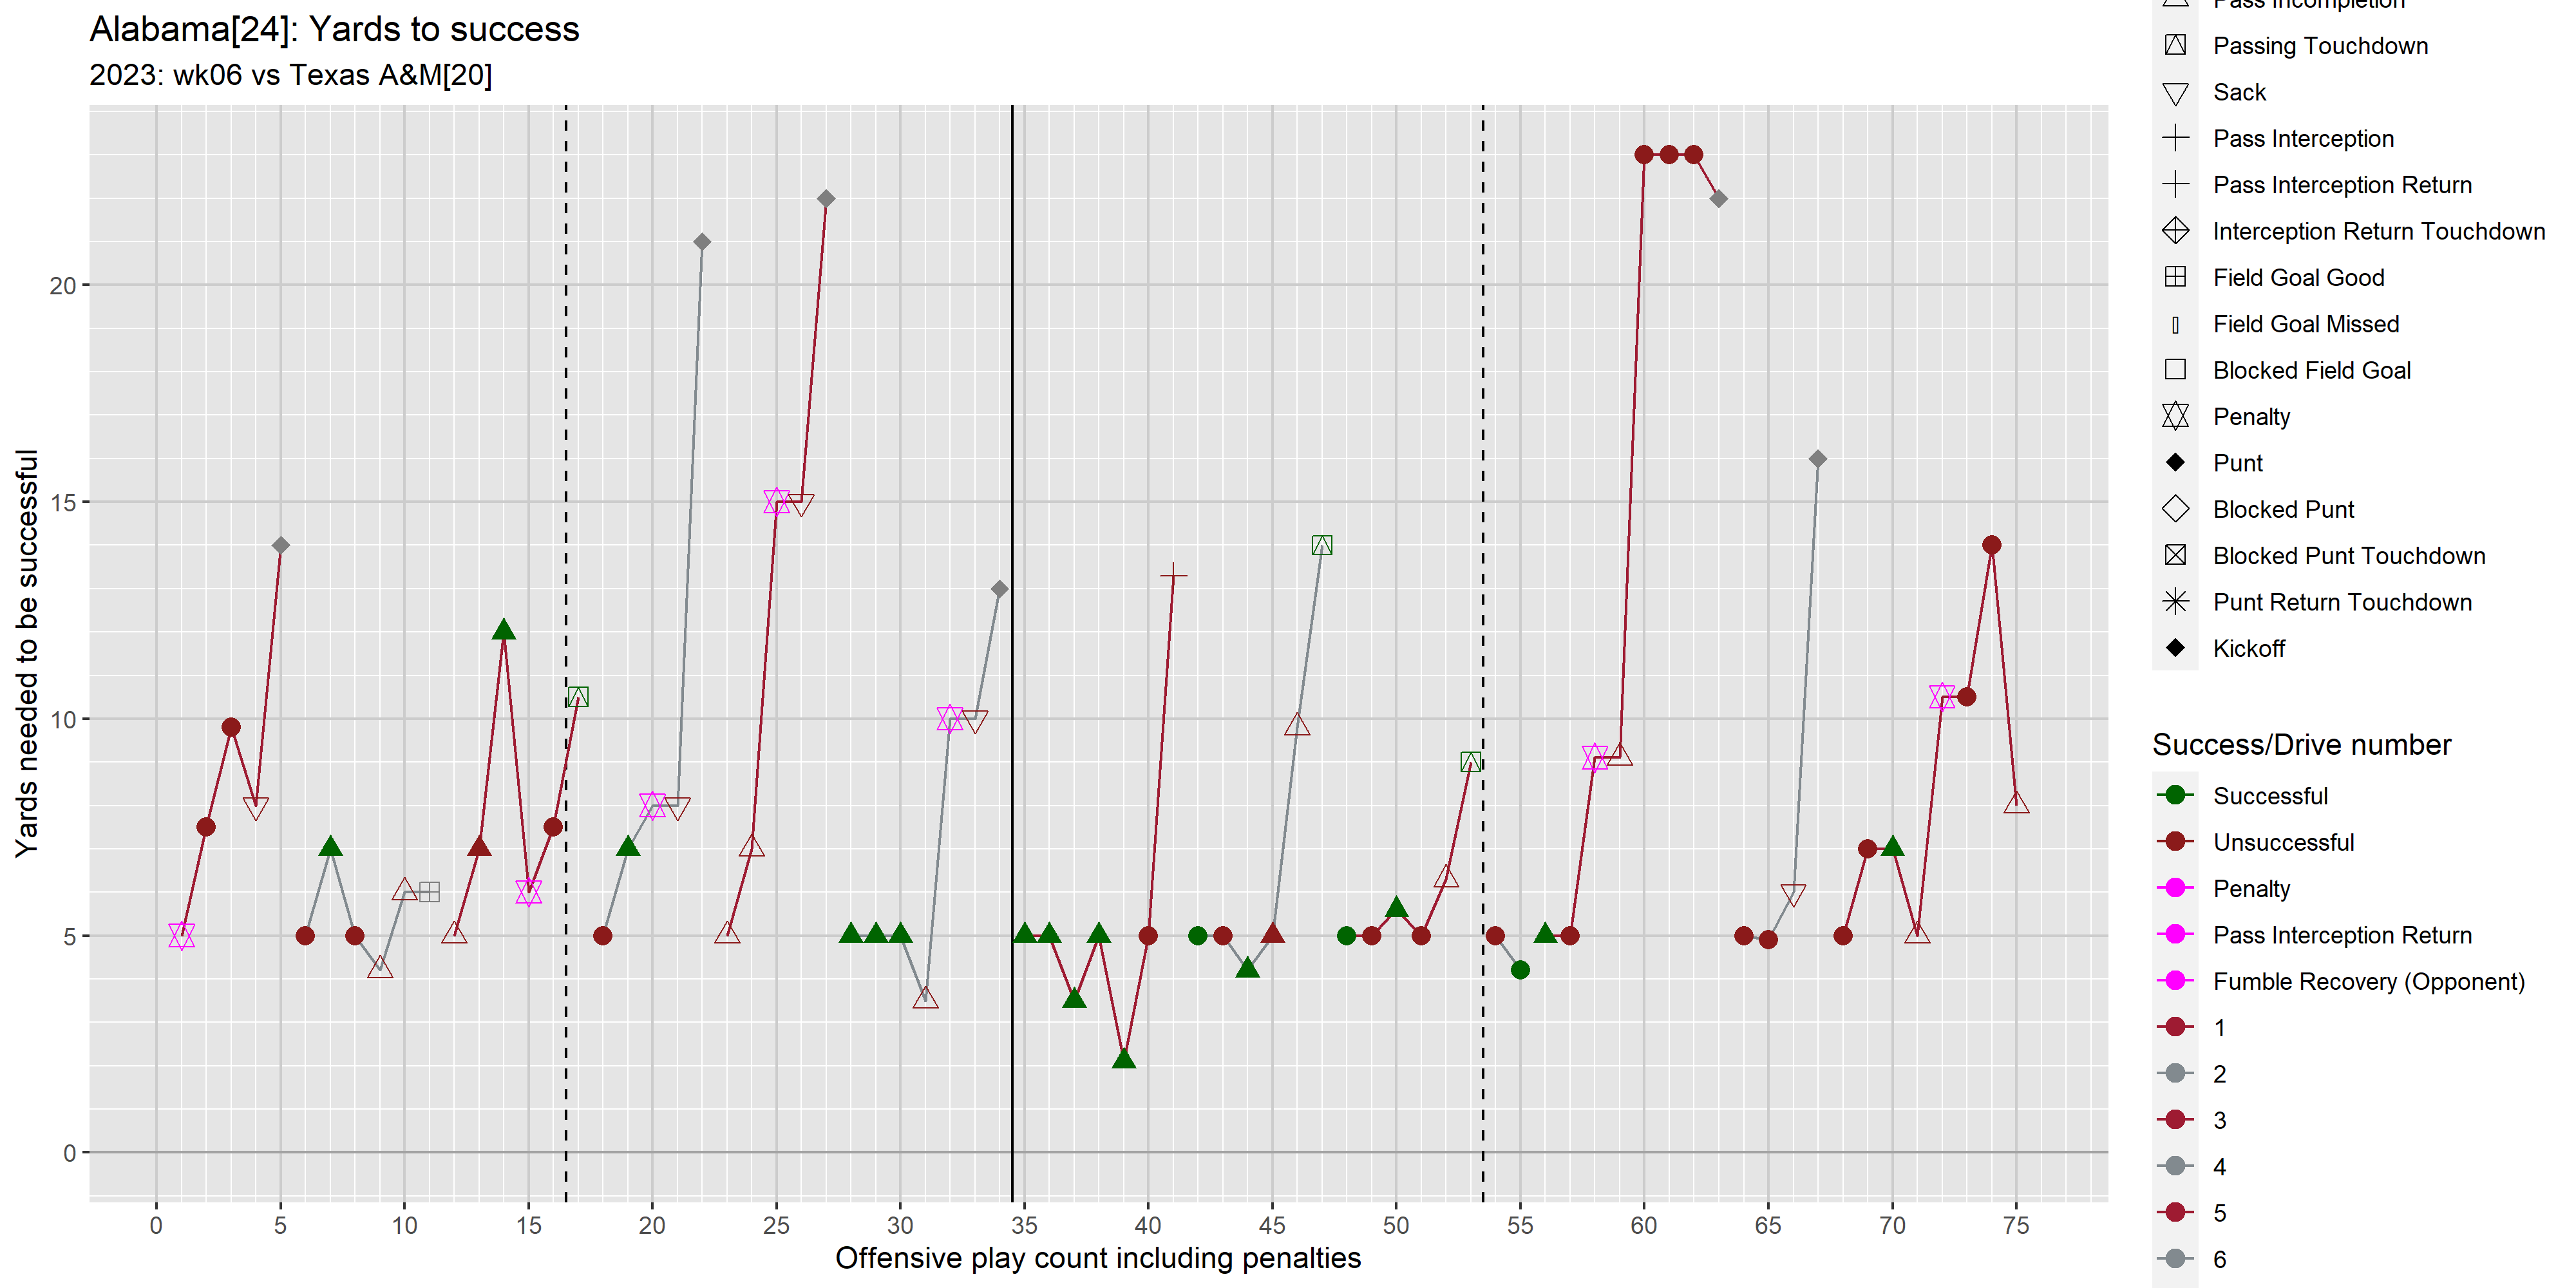 Alabama[24]: Yards to success
2023: wk06 vs Texas A&M[20]
Yards needed to be successful
20
15
10
5
0
0 5 10 15 20 25 30 35 40 45 50 55 60 65 70 75
Offensive play count including penalties
Pass Incompletion
Passing Touchdown
Sack
Pass Interception
Pass Interception Return
Interception Return Touchdown
Field Goal Good
Field Goal Missed
Blocked Field Goal
Penalty
Punt
Blocked Punt
Blocked Punt Touchdown
Punt Return Touchdown
Kickoff
Success/Drive number
Successful
Unsuccessful
Penalty
Pass Interception Return
Fumble Recovery (Opponent)
1
2
3
4
5
6